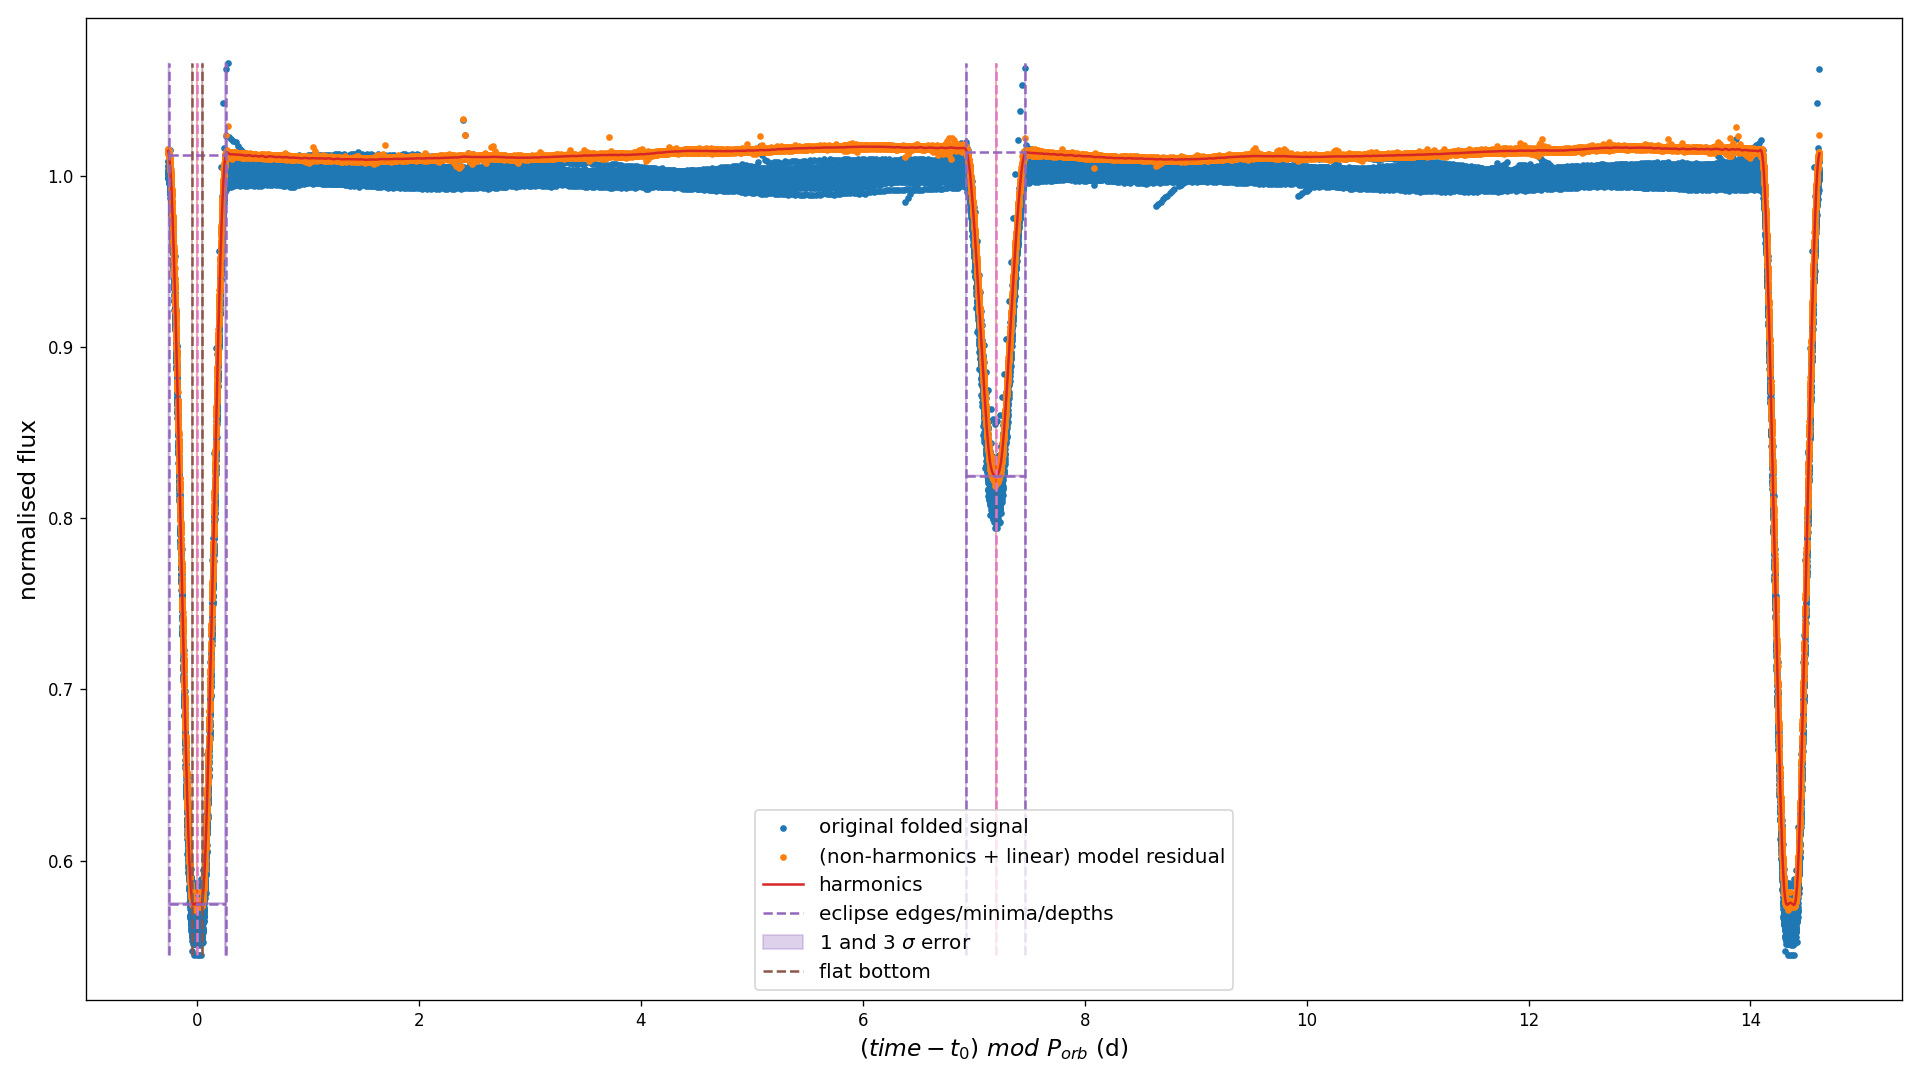 normalised flux
1.0
0.9
0.8
0.7
0.6
original folded signal
(non-harmonics + linear) model residual
harmonics
eclipse edges/minima/depths
1 and 3 σ error
flat bottom
0 2 4 6 8 10 12 14
(time − t₀) mod Pₒᵣb (d)